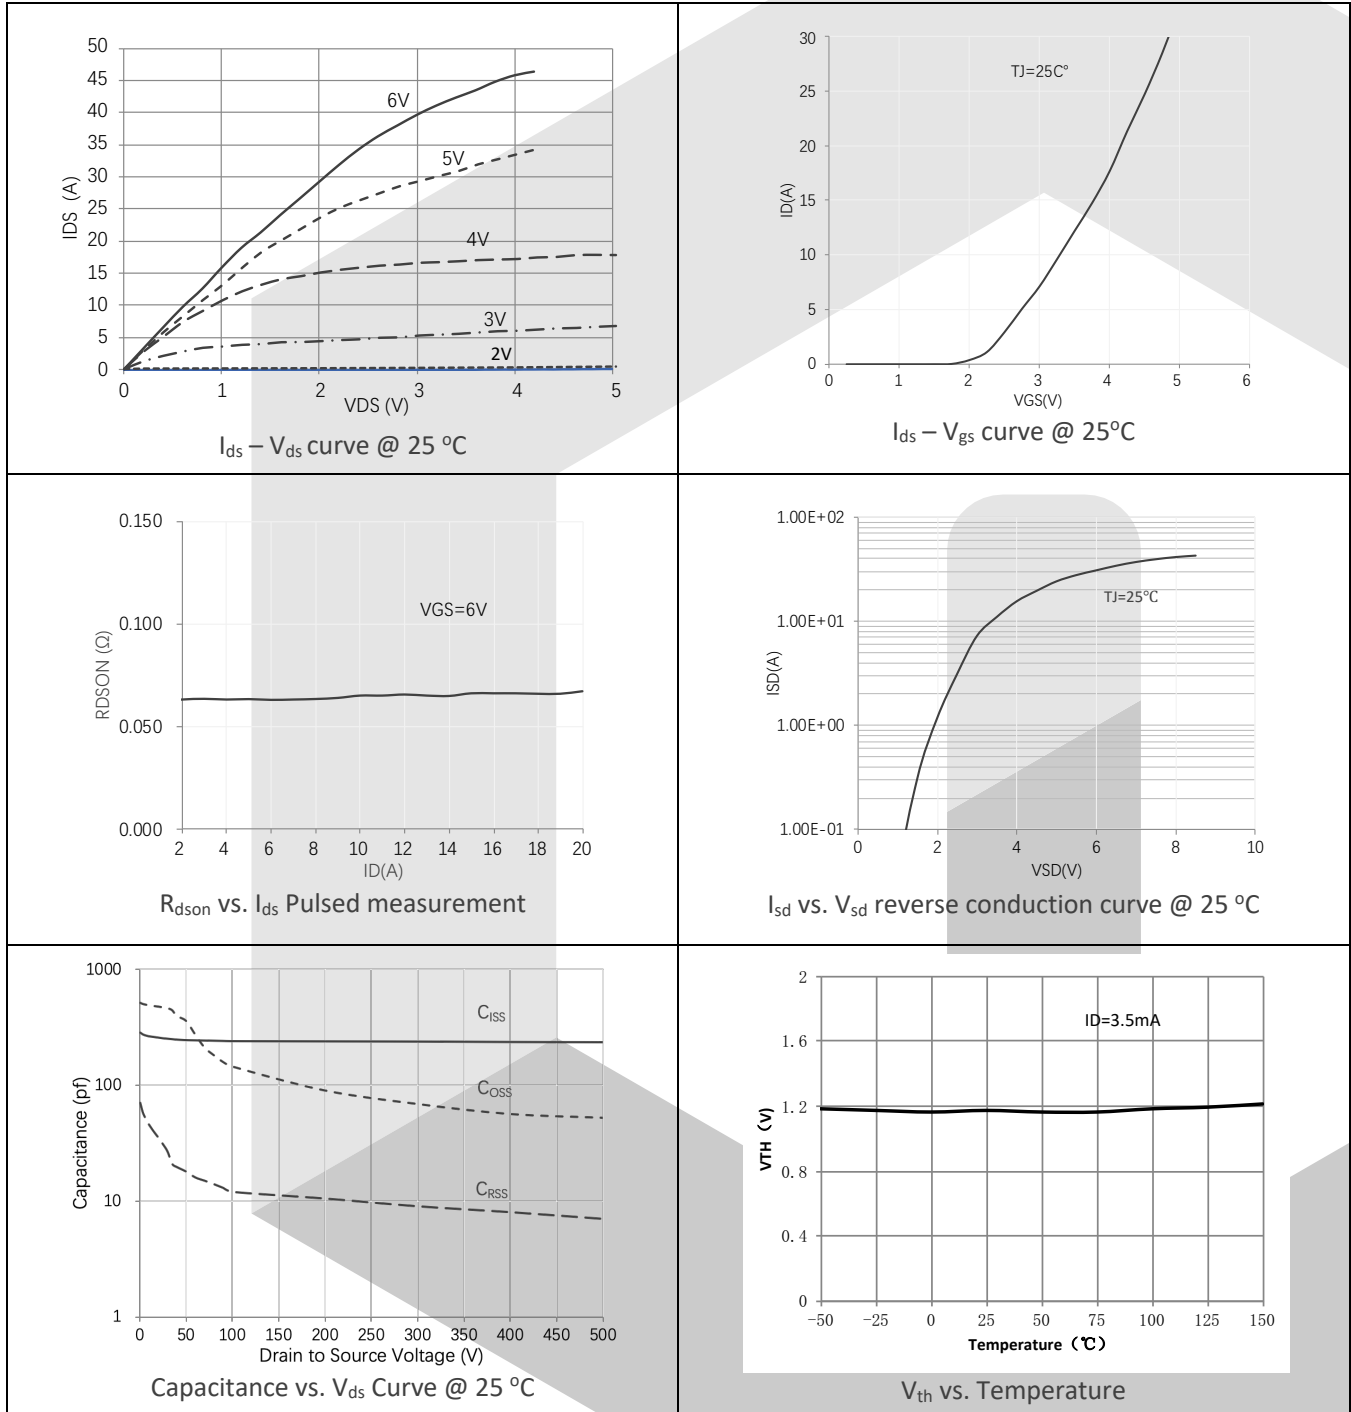 50
45
40
35
30
25
20
15
10
5
0
IDS (A)
6V
5V
4V
3V
2V
0 1 2 3 4 5
VDS (V)
Ids – Vds curve @ 25 oC
30
25
20
15
10
5
0
ID(A)
TJ=25C°
0 1 2 3 4 5 6
VGS(V)
Ids – Vgs curve @ 25oC
0.150
0.100
0.050
0.000
RDSON (Ω)
VGS=6V
2 4 6 8 10 12 14 16 18 20
ID(A)
Rdson vs. Ids Pulsed measurement
1.00E+02
1.00E+01
1.00E+00
1.00E-01
ISD(A)
TJ=25℃
0 2 4 6 8 10
VSD(V)
Isd vs. Vsd reverse conduction curve @ 25 oC
1000
100
10
1
Capacitance (pf)
CISS
COSS
CRSS
0 50 100 150 200 250 300 350 400 450 500
Drain to Source Voltage (V)
Capacitance vs. Vds Curve @ 25 oC
2
1.6
1.2
0.8
0.4
0
VTH（V）
ID=3.5mA
-50 -25 0 25 50 75 100 125 150
Temperature（℃）
Vth vs. Temperature